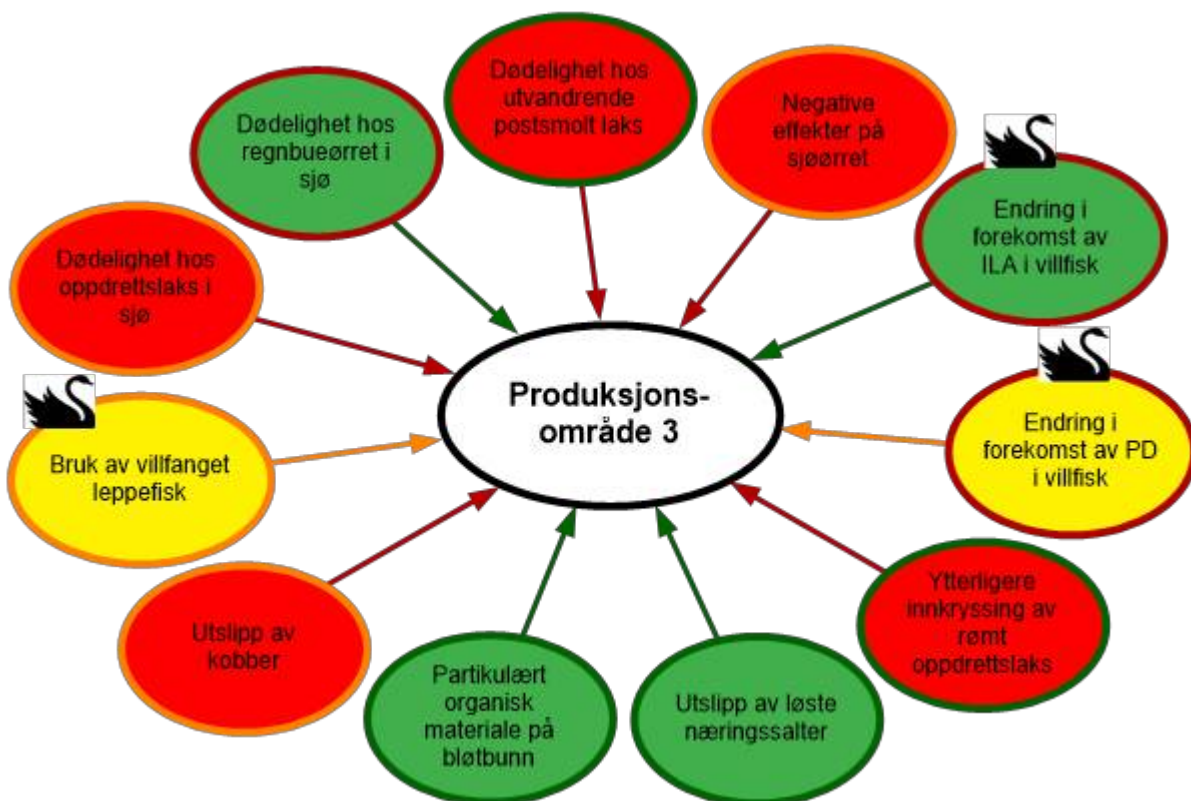 Dødelighet hos
utvandrende
postsmolt laks
Negative
effekter på
sjøørret
Endring i
forekomst av
ILA i villfisk
Endring i
forekomst av PD
i villfisk
Ytterligere
innkryssing av
rømt
oppdrettslaks
Utslipp av løste
næringssalter
Partikulært
organisk
materiale på
bløtbunn
Utslipp av
kobber
Bruk av villfanget
leppefisk
Dødelighet hos
oppdrettslaks i
sjø
Dødelighet hos
regnbueørret i
sjø
Produksjons-
område 3